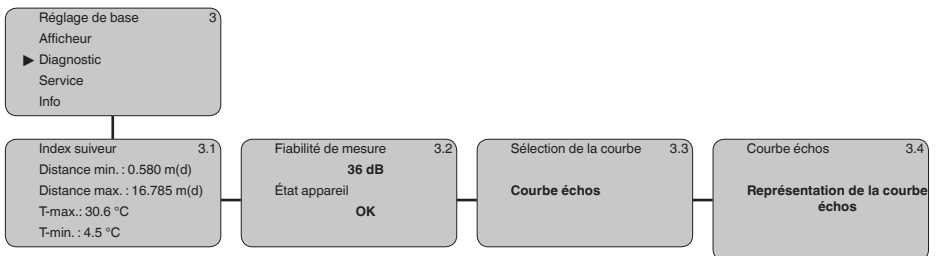 Réglage de base 3
Afficheur
▶ Diagnostic
Service
Info
Index suiveur 3.1
Distance min. : 0.580 m(d)
Distance max. : 16.785 m(d)
T-max.: 30.6 °C
T-min. : 4.5 °C
Fiabilité de mesure 3.2
36 dB
État appareil
OK
Sélection de la courbe 3.3
Courbe échos
Courbe échos 3.4
Représentation de la courbe
échos